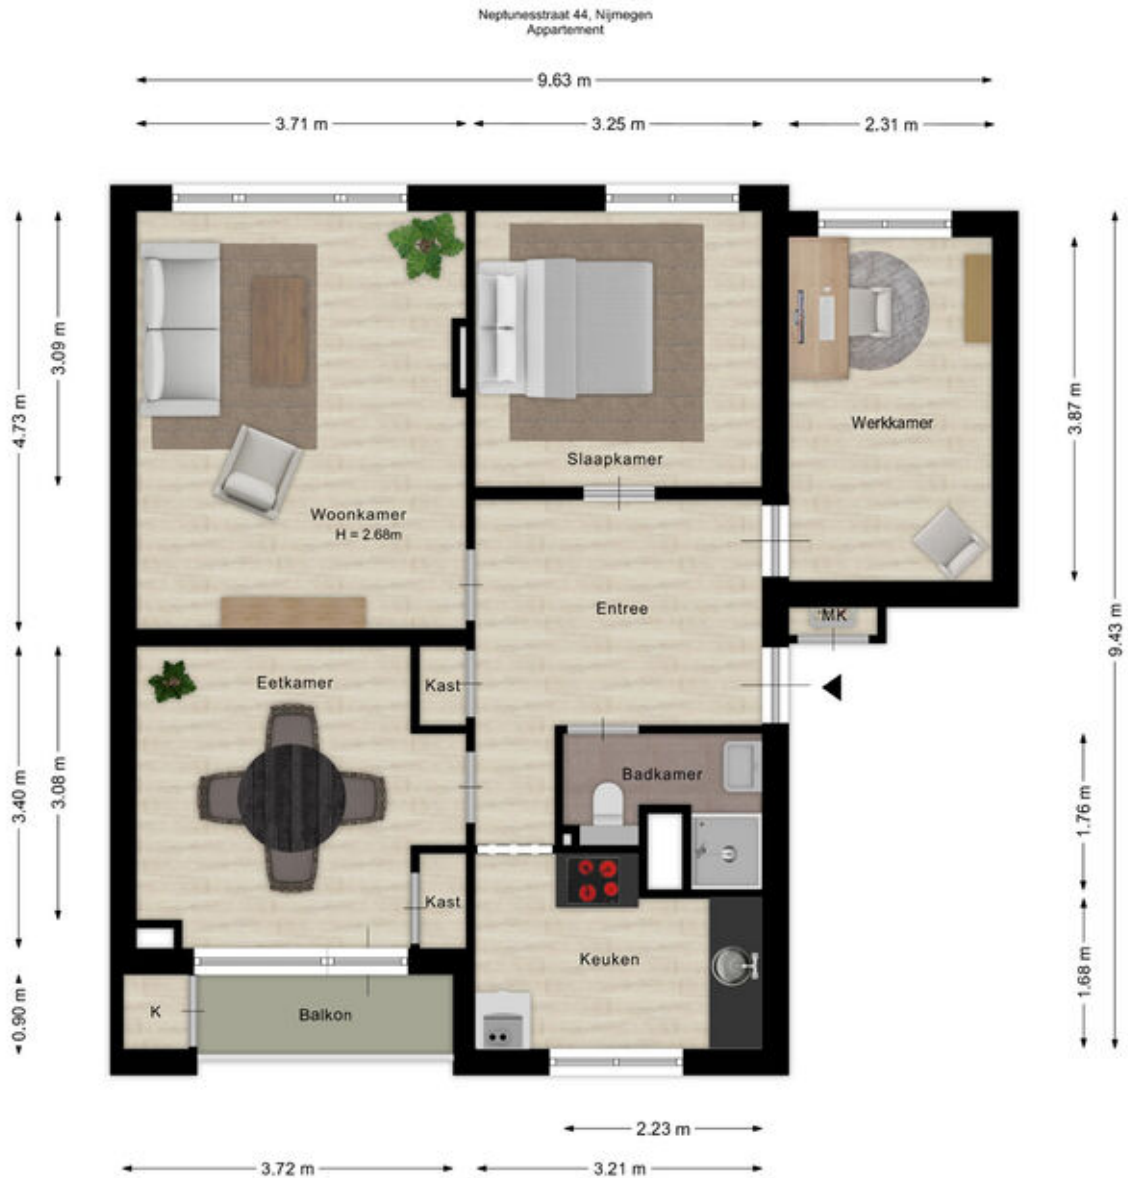 Neptunesstraat 44, Nijmegen
Appartement
9.63 m
3.71 m
3.25 m
2.31 m
4.73 m
3.09 m
3.87 m
9.43 m
Werkkamer
Slaapkamer
Woonkamer
H = 2.68m
Entree
MK
Eetkamer
Kast
Badkamer
3.40 m
3.08 m
1.76 m
Kast
Keuken
1.68 m
0.90 m
K
Balkon
2.23 m
3.72 m
3.21 m